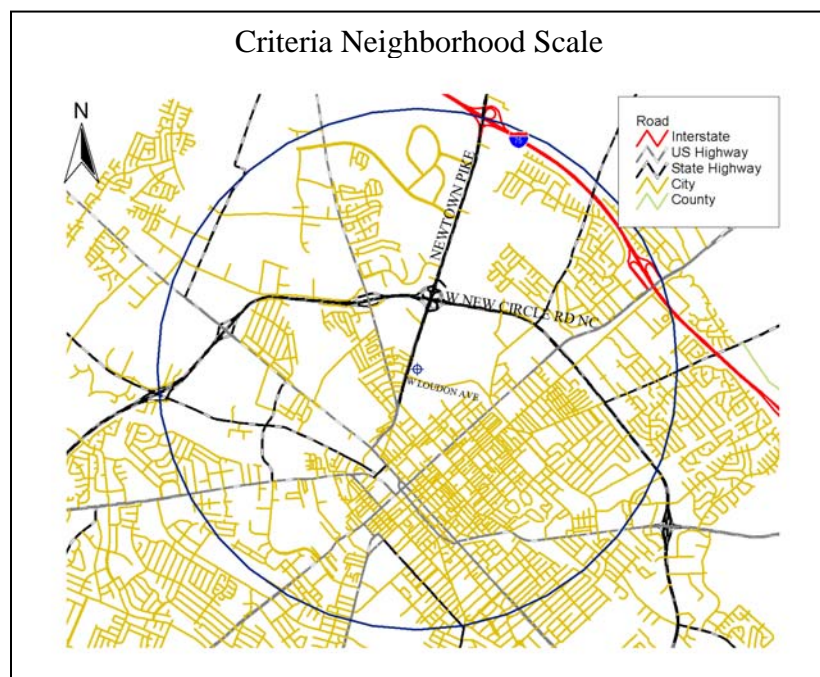 Criteria Neighborhood Scale
N
Road
Interstate
US Highway
State Highway
City
County
NEWTOWN PIKE
W NEW CIRCLE RD NC
W LOUDON AVE